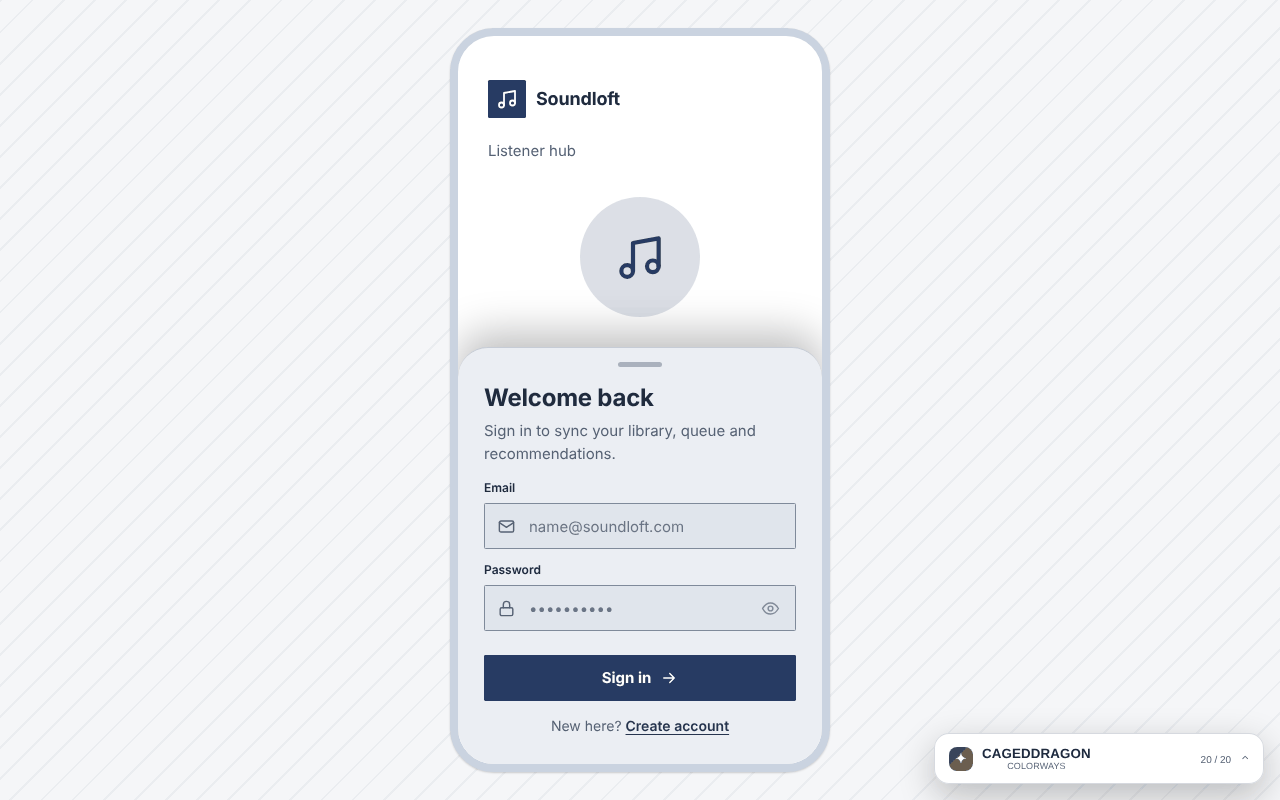 Soundloft
Listener hub
Welcome back
Sign in to sync your library, queue and
recommendations.
Email
name@soundloft.com
Password
••••••••••
Sign in →
New here? Create account
CAGEDDRAGON
COLORWAYS
20 / 20